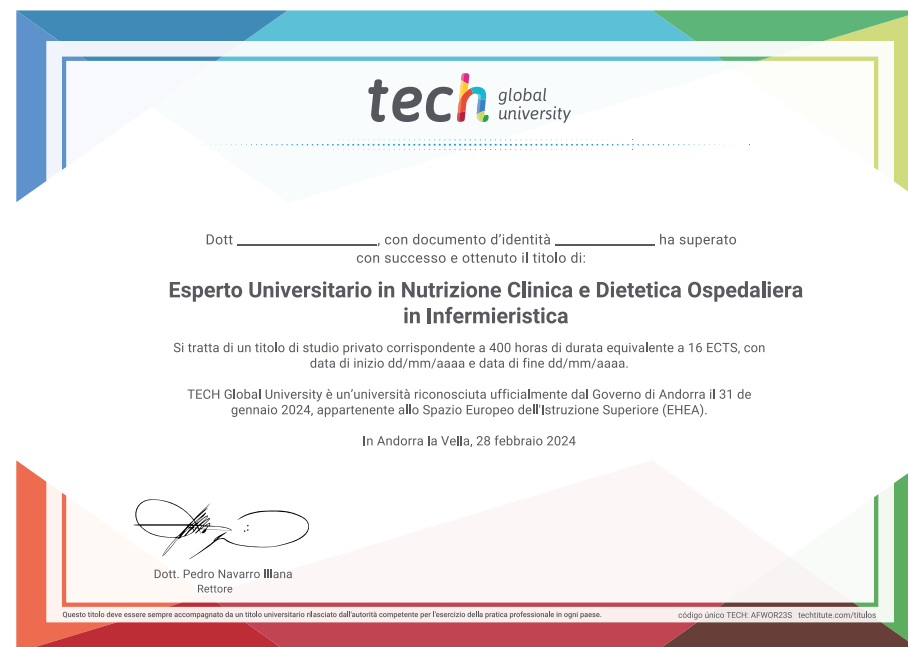 tech global university
Dott ____________________, con documento d'identità __________________ ha superato
con successo e ottenuto il titolo di:
Esperto Universitario in Nutrizione Clinica e Dietetica Ospedaliera
in Infermieristica
Si tratta di un titolo di studio privato corrispondente a 400 horas di durata equivalente a 16 ECTS, con
data di inizio dd/mm/aaaa e data di fine dd/mm/aaaa.
TECH Global University è un'università riconosciuta ufficialmente dal Governo di Andorra il 31 de
gennaio 2024, appartenente allo Spazio Europeo dell'Istruzione Superiore (EHEA).
In Andorra la Vella, 28 febbraio 2024
Dott. Pedro Navarro Illana
Rettore
Questo titolo deve essere sempre accompagnato da un titolo universitario rilasciato dall'autorità competente per l'esercizio della pratica professionale in ogni paese.
código único TECH: AFWOR23S techtitute.com/titulos